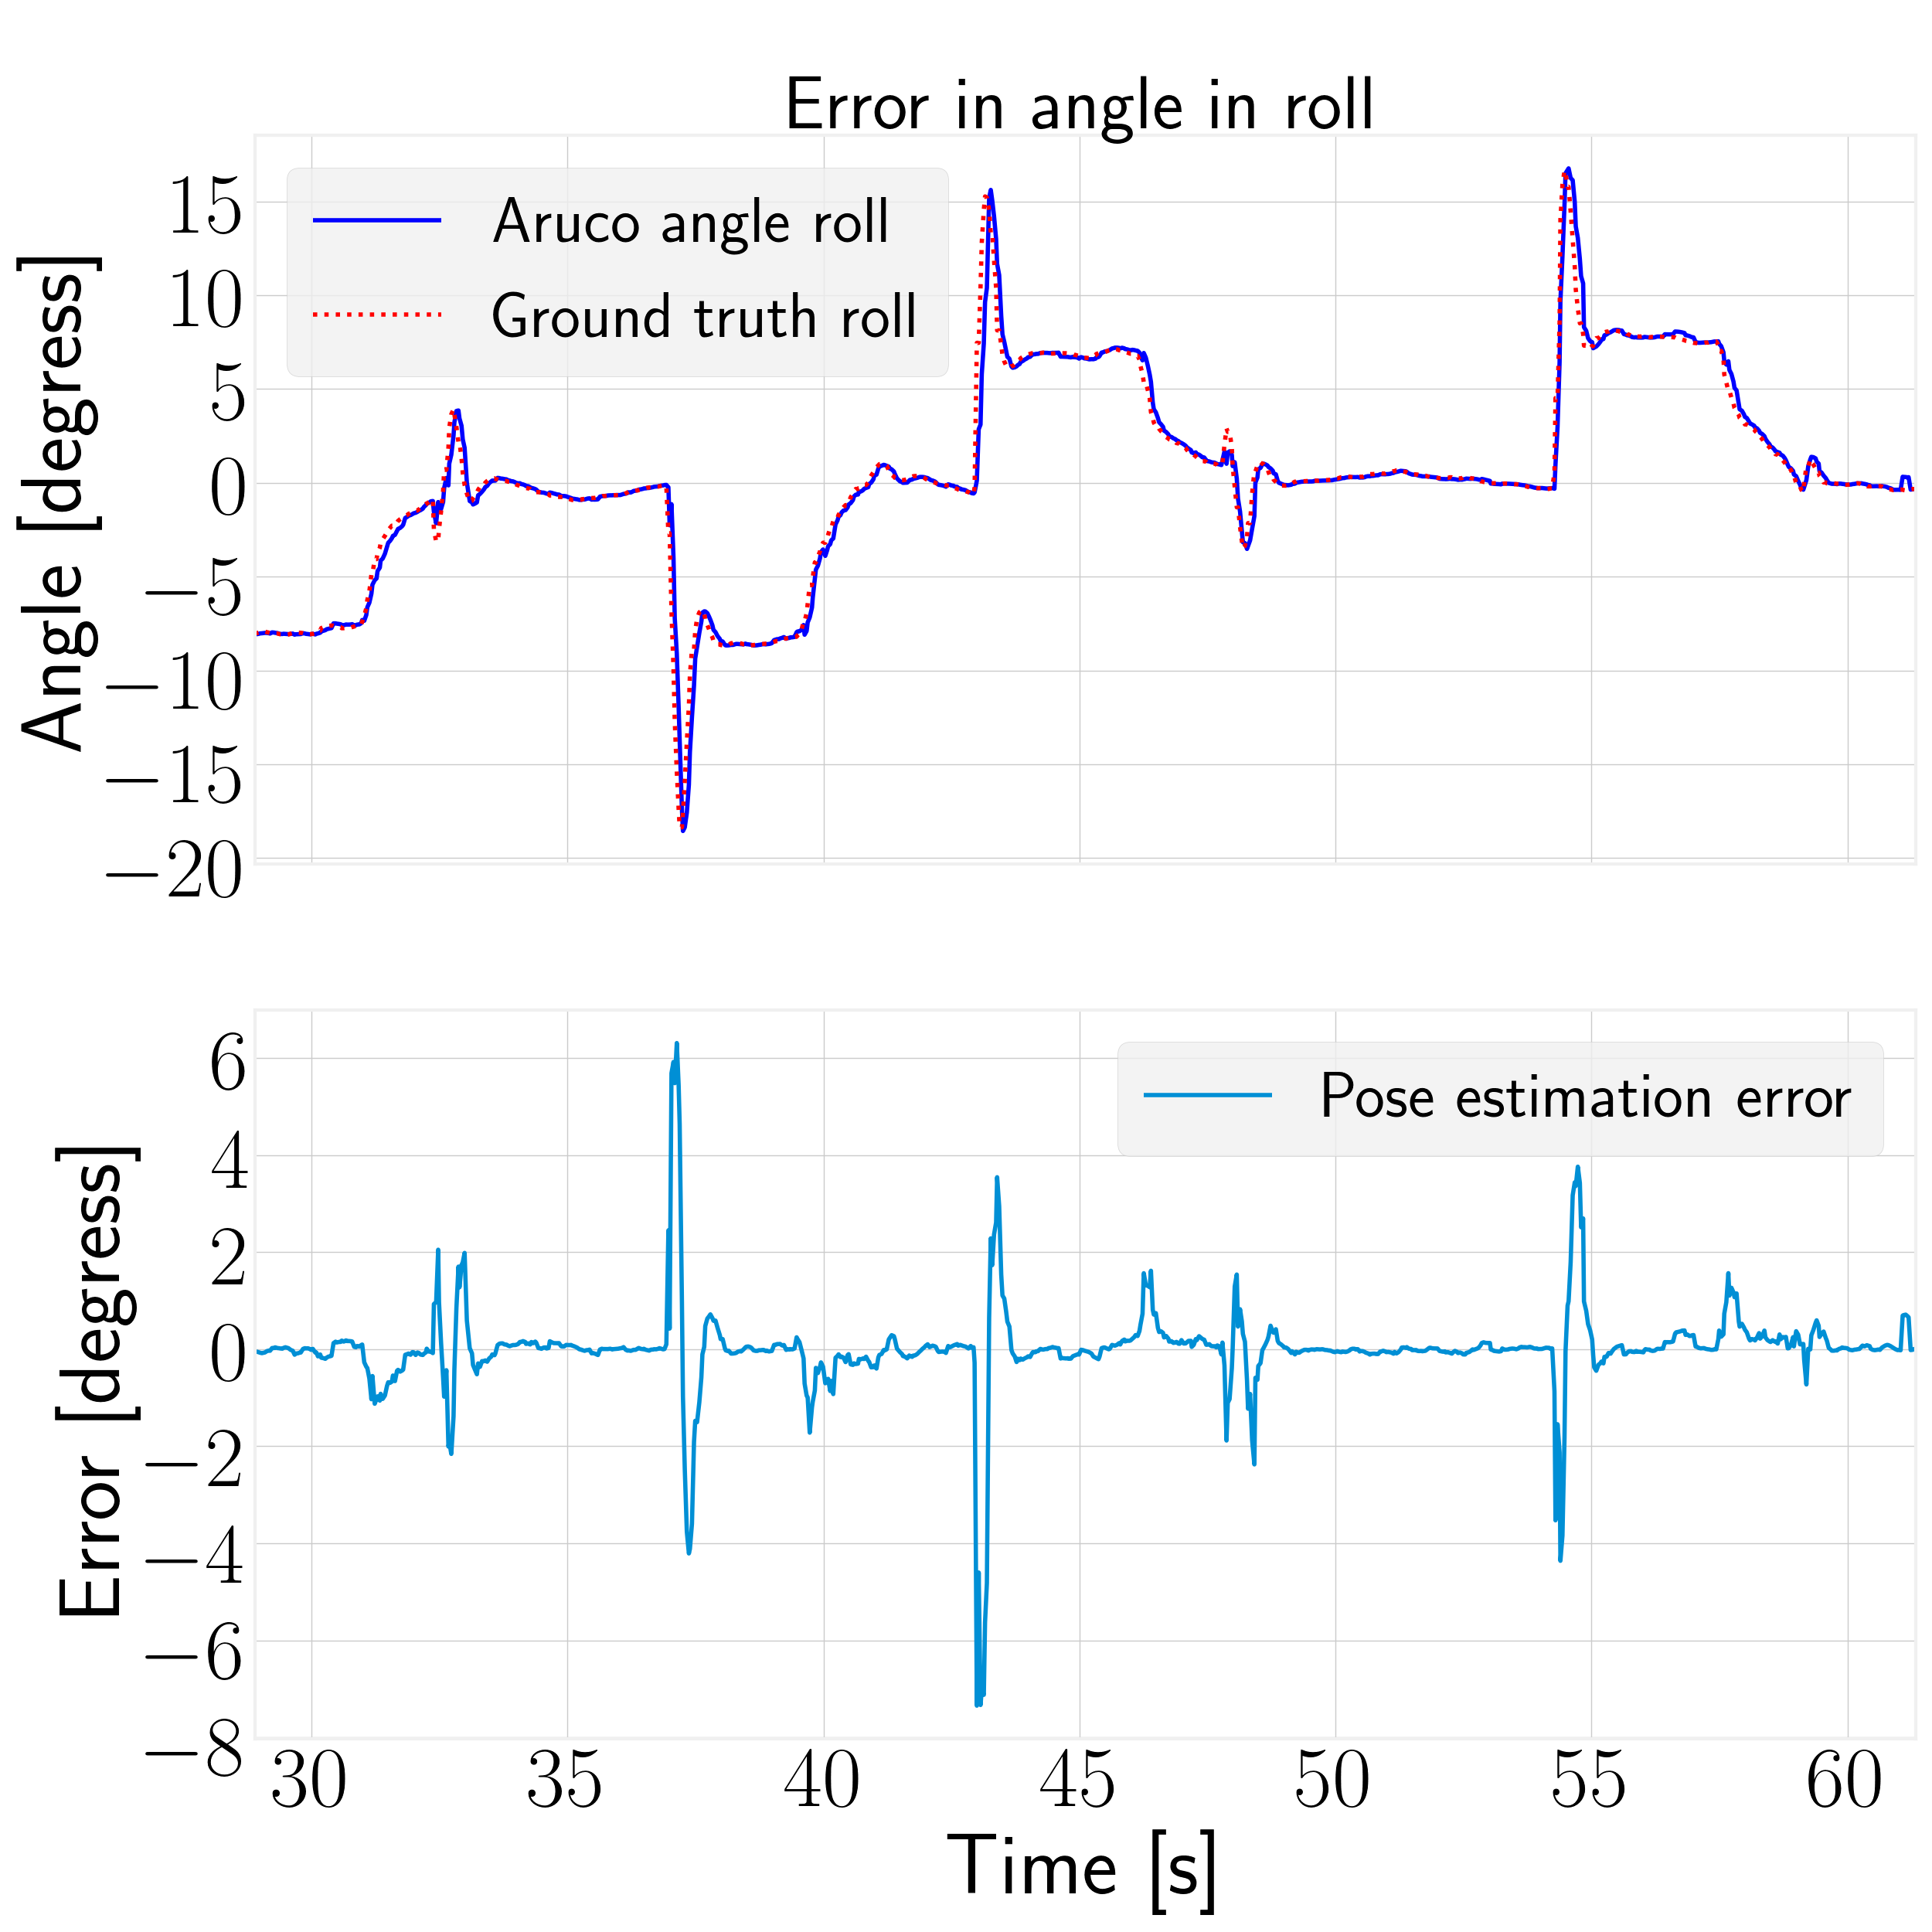 Error in angle in roll
Angle [degress]
15
10
5
0
−5
−10
−15
−20
Aruco angle roll
Ground truth roll
Error [degress]
6
4
2
0
−2
−4
−6
−8
Pose estimation error
30 35 40 45 50 55 60
Time [s]